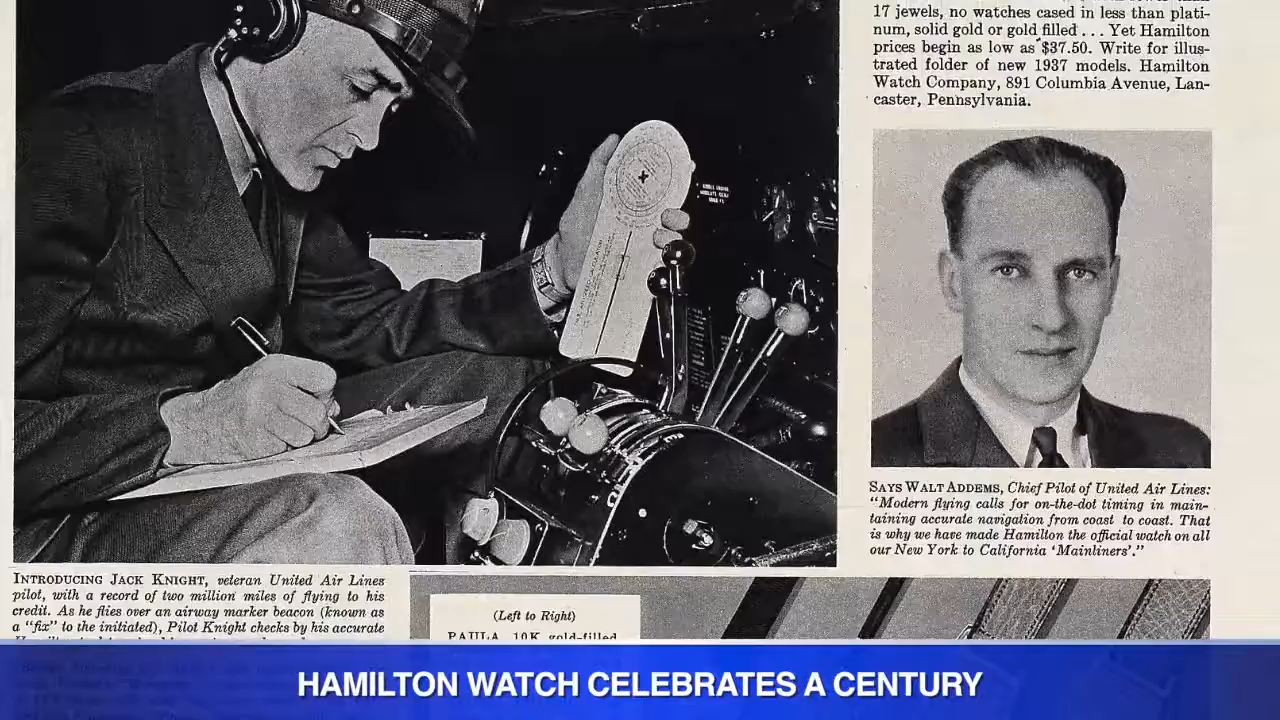 17 jewels, no watches cased in less than plati-
num, solid gold or gold filled . . . Yet Hamilton
prices begin as low as $37.50. Write for illus-
trated folder of new 1937 models. Hamilton
Watch Company, 891 Columbia Avenue, Lan-
caster, Pennsylvania.
SAYS WALT ADDEMS, Chief Pilot of United Air Lines:
“Modern flying calls for on-the-dot timing in main-
taining accurate navigation from coast to coast. That
is why we have made Hamilton the official watch on all
our New York to California ‘Mainliners’.”
INTRODUCING JACK KNIGHT, veteran United Air Lines
pilot, with a record of two million miles of flying to his
credit. As he flies over an airway marker beacon (known as
a “fix” to the initiated), Pilot Knight checks by his accurate
(Left to Right)
PAULA. 10K gold-filled
HAMILTON WATCH CELEBRATES A CENTURY